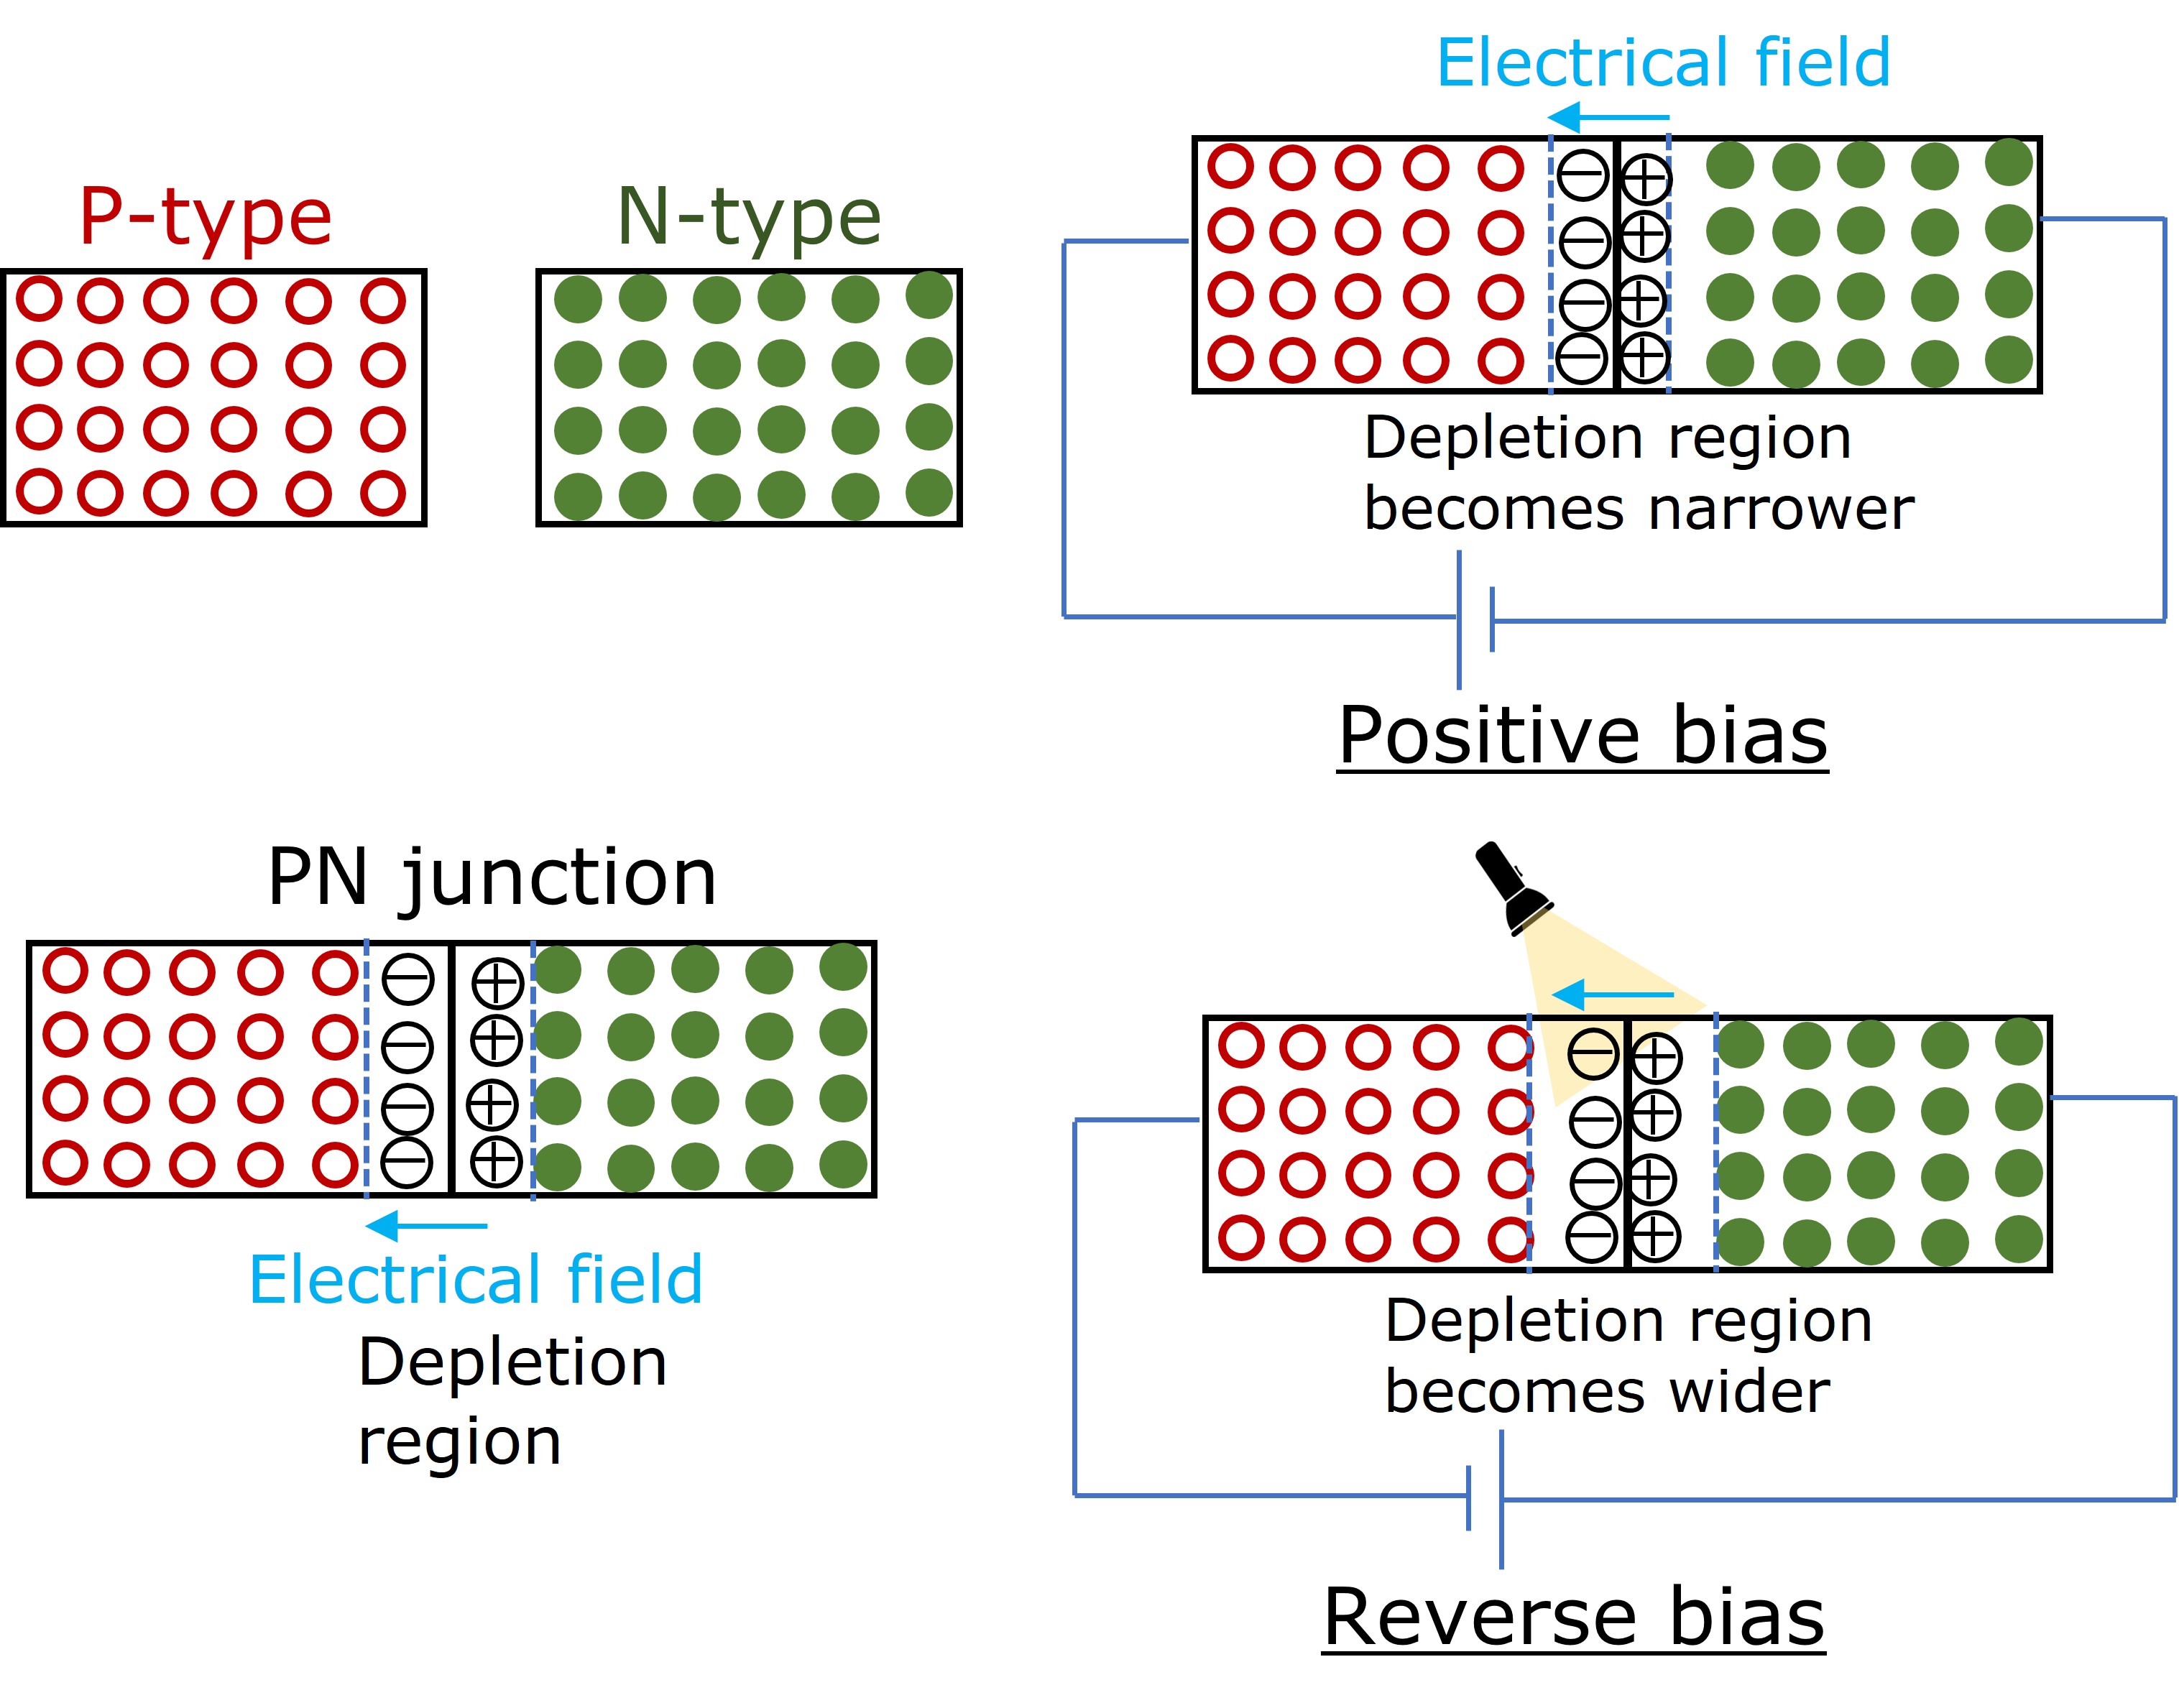 P-type
N-type
Electrical field
Depletion region
becomes narrower
Positive bias
PN junction
Electrical field
Depletion
region
Depletion region
becomes wider
Reverse bias